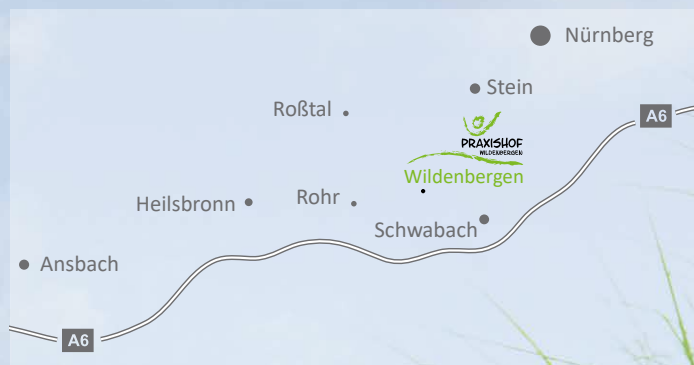 Nürnberg
Stein
Roßtal
A6
PRAXISHOF
WILDENBERGEN
Wildenbergen
Heilsbronn
Rohr
Schwabach
Ansbach
A6